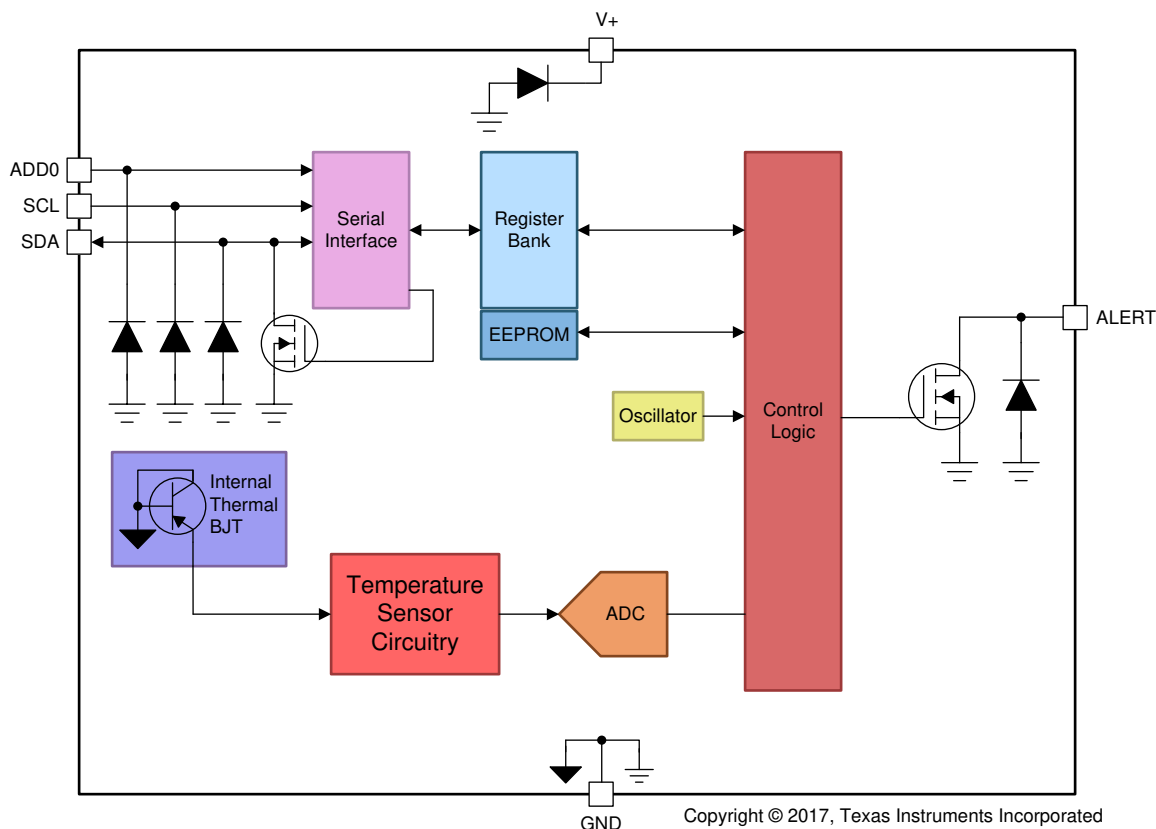 V+
ADD0
SCL
SDA
Serial
Interface
Register
Bank
EEPROM
ALERT
Oscillator
Control
Logic
Internal
Thermal
BJT
Temperature
Sensor
Circuitry
ADC
GND
Copyright © 2017, Texas Instruments Incorporated